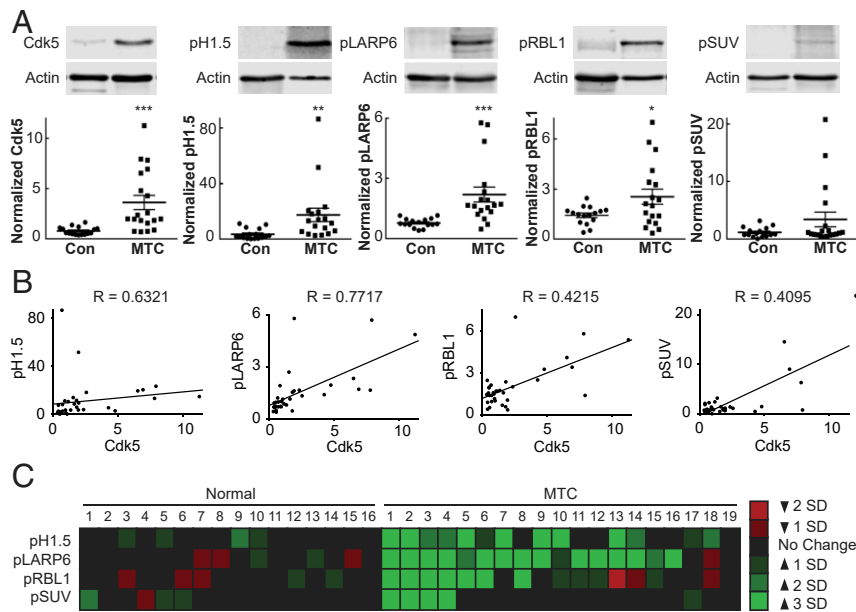 A
Cdk5 pH1.5 pLARP6 pRBL1 pSUV
Actin Actin Actin Actin Actin
*** ** *** * 
Normalized Cdk5
10
5
0
Con MTC
Normalized pH1.5
80
40
0
Con MTC
Normalized pLARP6
6
4
2
0
Con MTC
Normalized pRBL1
6
3
0
Con MTC
Normalized pSUV
20
10
0
Con MTC
B
R = 0.6321 R = 0.7717 R = 0.4215 R = 0.4095
pH1.5
80
40
0
0 5 10
Cdk5
pLARP6
6
3
0
0 5 10
Cdk5
pRBL1
6
3
0
0 5 10
Cdk5
pSUV
20
10
0
0 5 10
Cdk5
C
Normal MTC
1 2 3 4 5 6 7 8 9 10 11 12 13 14 15 16 1 2 3 4 5 6 7 8 9 10 11 12 13 14 15 16 17 18 19
pH1.5
pLARP6
pRBL1
pSUV
▼ 2 SD
▼ 1 SD
No Change
▲ 1 SD
▲ 2 SD
▲ 3 SD